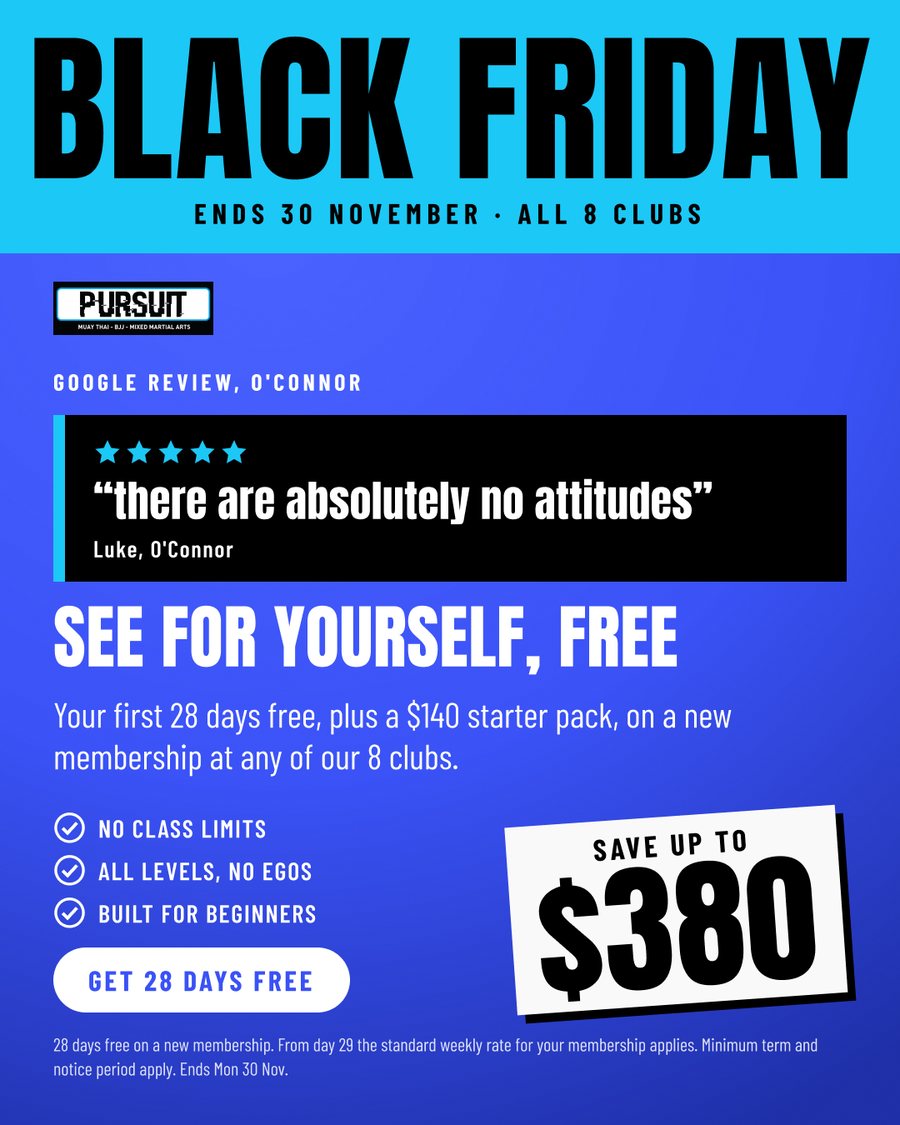 BLACK FRIDAY
ENDS 30 NOVEMBER · ALL 8 CLUBS
PURSUIT
MUAY THAI - BJJ - MIXED MARTIAL ARTS
GOOGLE REVIEW, O'CONNOR
“there are absolutely no attitudes”
Luke, O'Connor
SEE FOR YOURSELF, FREE
Your first 28 days free, plus a $140 starter pack, on a new
membership at any of our 8 clubs.
NO CLASS LIMITS
ALL LEVELS, NO EGOS
BUILT FOR BEGINNERS
SAVE UP TO
$380
GET 28 DAYS FREE
28 days free on a new membership. From day 29 the standard weekly rate for your membership applies. Minimum term and
notice period apply. Ends Mon 30 Nov.